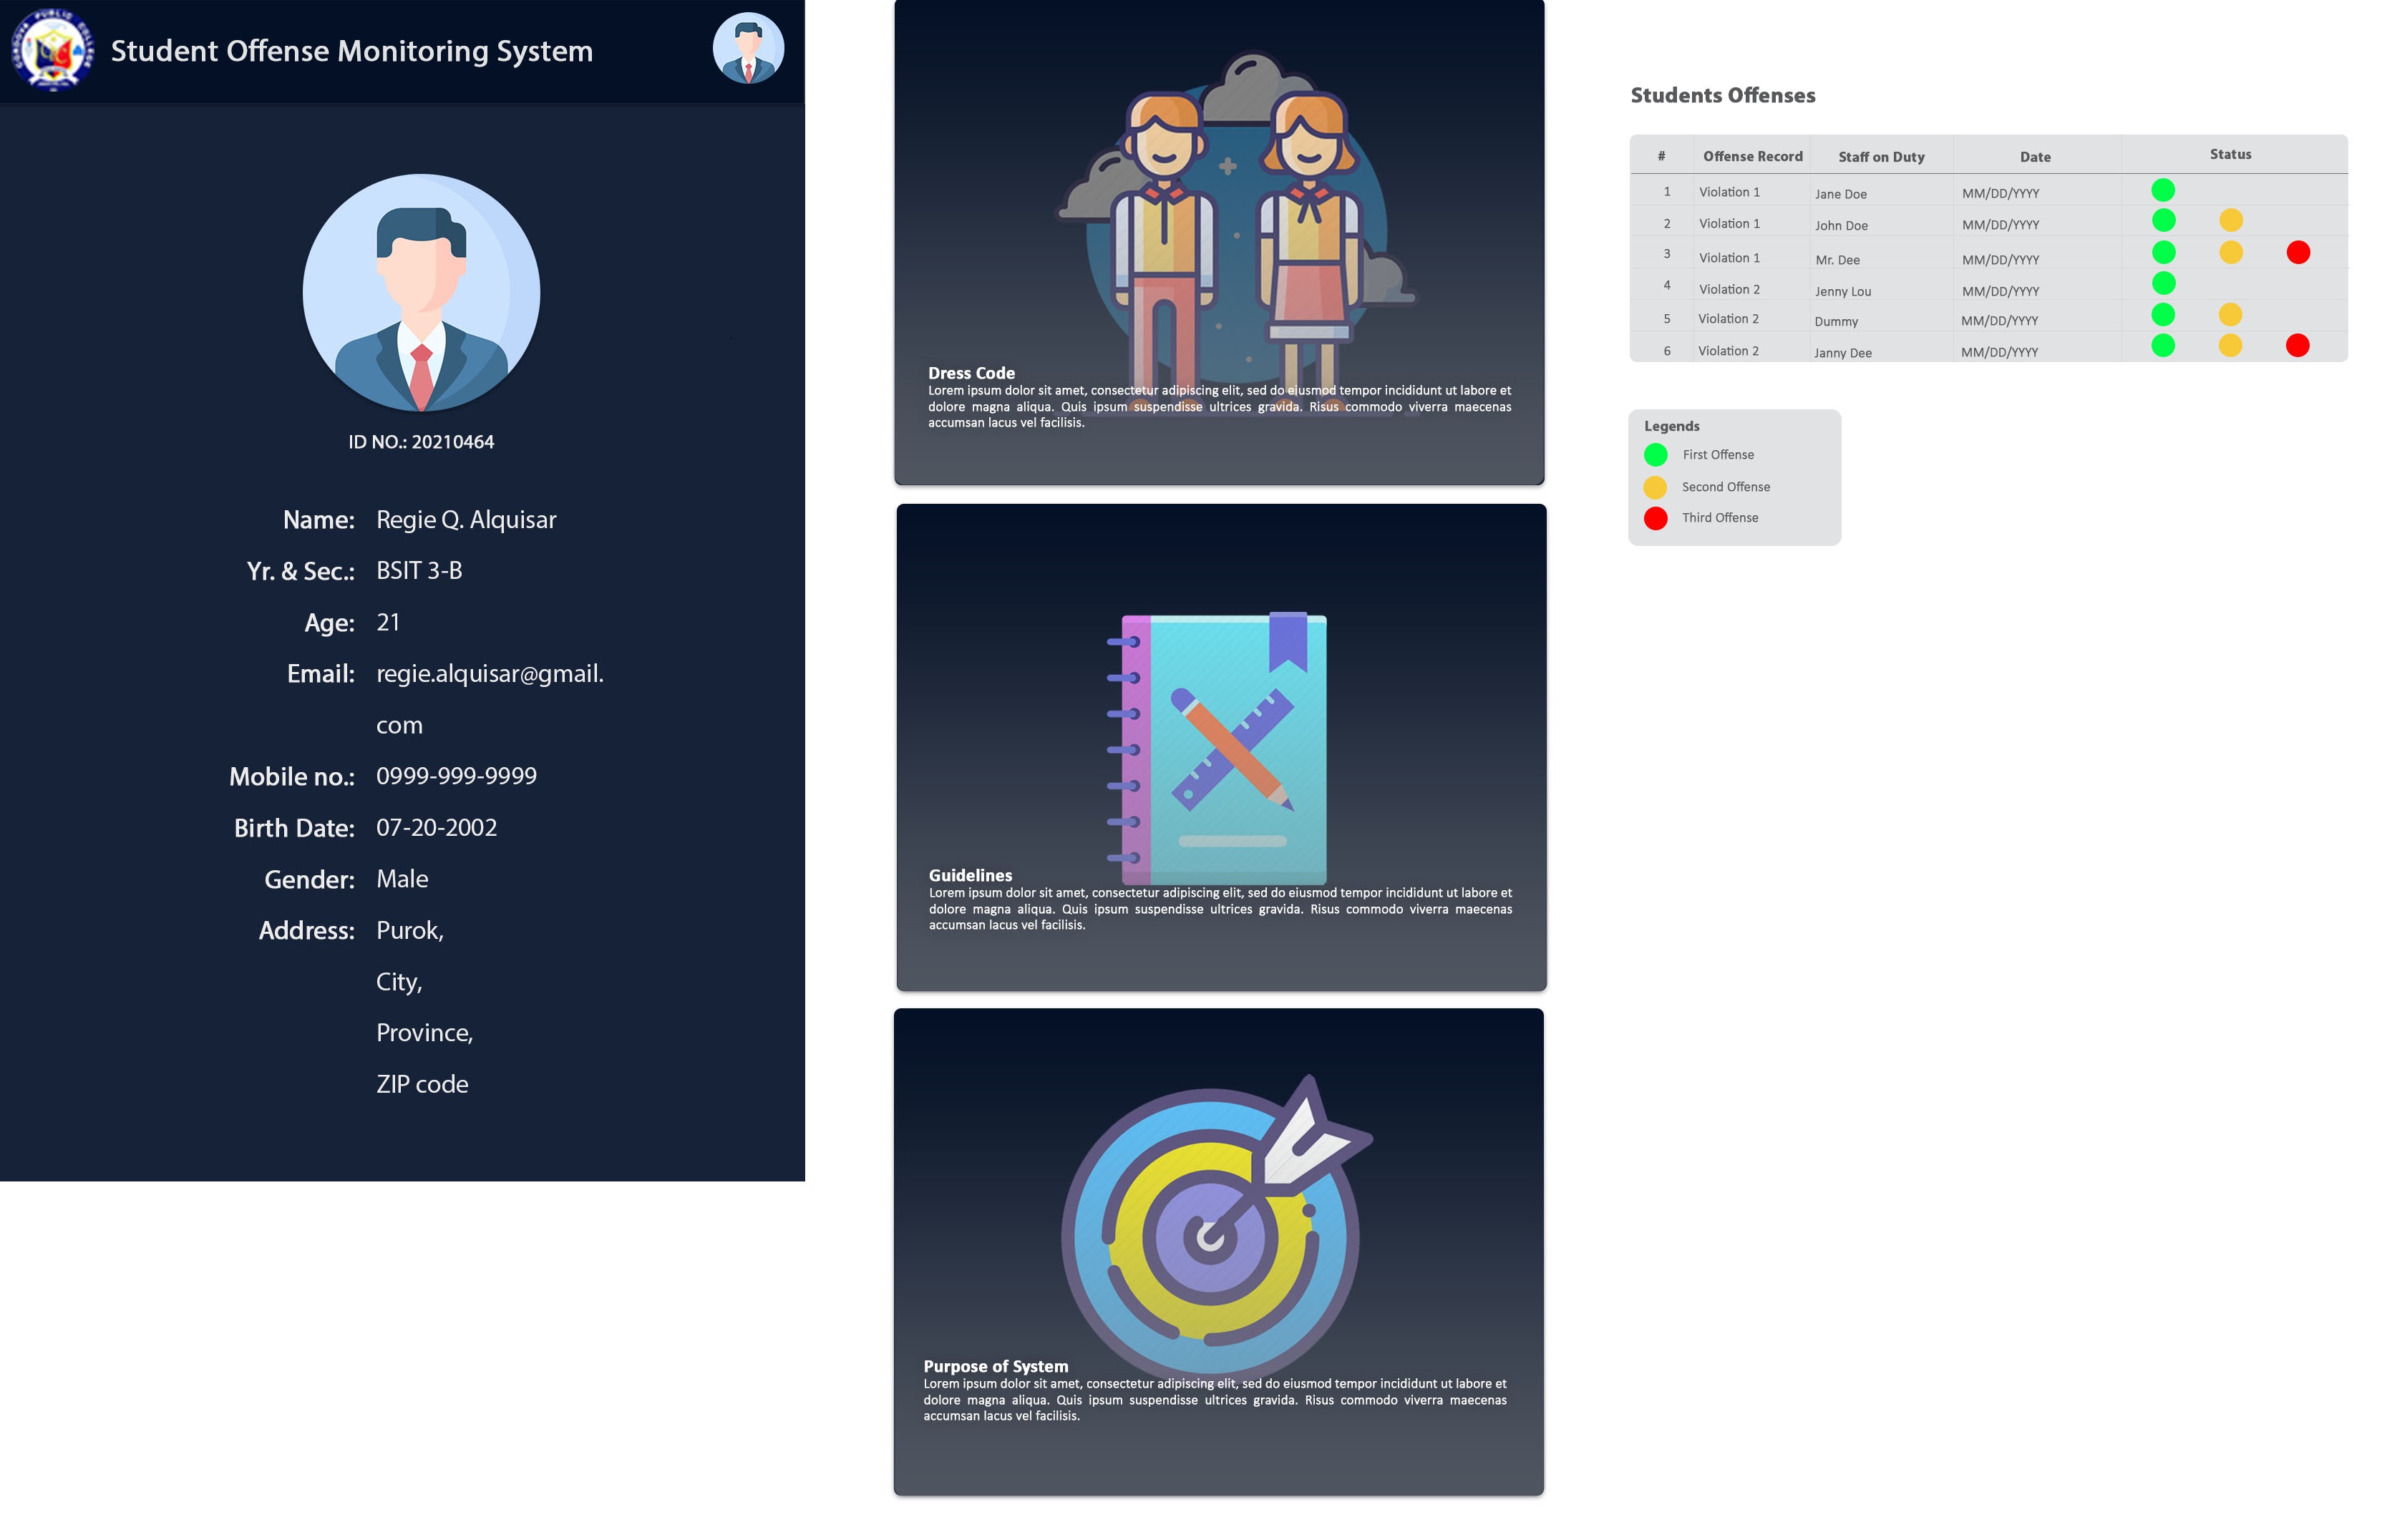 CORDOVA PUBLIC COLLEGE
Student Offense Monitoring System
ID NO.: 20210464
Name: Regie Q. Alquisar
Yr. & Sec.: BSIT 3-B
Age: 21
Email: regie.alquisar@gmail.
com
Mobile no.: 0999-999-9999
Birth Date: 07-20-2002
Gender: Male
Address: Purok,
City,
Province,
ZIP code
Dress Code
Lorem ipsum dolor sit amet, consectetur adipiscing elit, sed do eiusmod tempor incididunt ut labore et
dolore magna aliqua. Quis ipsum suspendisse ultrices gravida. Risus commodo viverra maecenas
accumsan lacus vel facilisis.
Guidelines
Lorem ipsum dolor sit amet, consectetur adipiscing elit, sed do eiusmod tempor incididunt ut labore et
dolore magna aliqua. Quis ipsum suspendisse ultrices gravida. Risus commodo viverra maecenas
accumsan lacus vel facilisis.
Purpose of System
Lorem ipsum dolor sit amet, consectetur adipiscing elit, sed do eiusmod tempor incididunt ut labore et
dolore magna aliqua. Quis ipsum suspendisse ultrices gravida. Risus commodo viverra maecenas
accumsan lacus vel facilisis.
Students Offenses
# Offense Record Staff on Duty Date Status
1 Violation 1 Jane Doe MM/DD/YYYY
2 Violation 1 John Doe MM/DD/YYYY
3 Violation 1 Mr. Dee MM/DD/YYYY
4 Violation 2 Jenny Lou MM/DD/YYYY
5 Violation 2 Dummy MM/DD/YYYY
6 Violation 2 Janny Dee MM/DD/YYYY
Legends
First Offense
Second Offense
Third Offense